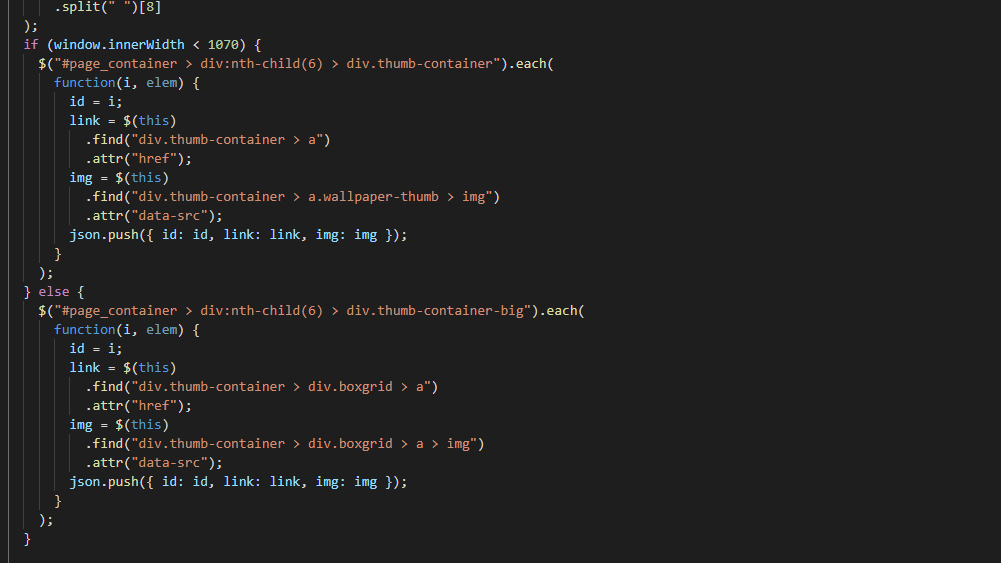 .split(" ")[8]
);
if (window.innerWidth < 1070) {
$("#page_container > div:nth-child(6) > div.thumb-container").each(
function(i, elem) {
id = i;
link = $(this)
.find("div.thumb-container > a")
.attr("href");
img = $(this)
.find("div.thumb-container > a.wallpaper-thumb > img")
.attr("data-src");
json.push({ id: id, link: link, img: img });
}
);
} else {
$("#page_container > div:nth-child(6) > div.thumb-container-big").each(
function(i, elem) {
id = i;
link = $(this)
.find("div.thumb-container > div.boxgrid > a")
.attr("href");
img = $(this)
.find("div.thumb-container > div.boxgrid > a > img")
.attr("data-src");
json.push({ id: id, link: link, img: img });
}
);
}